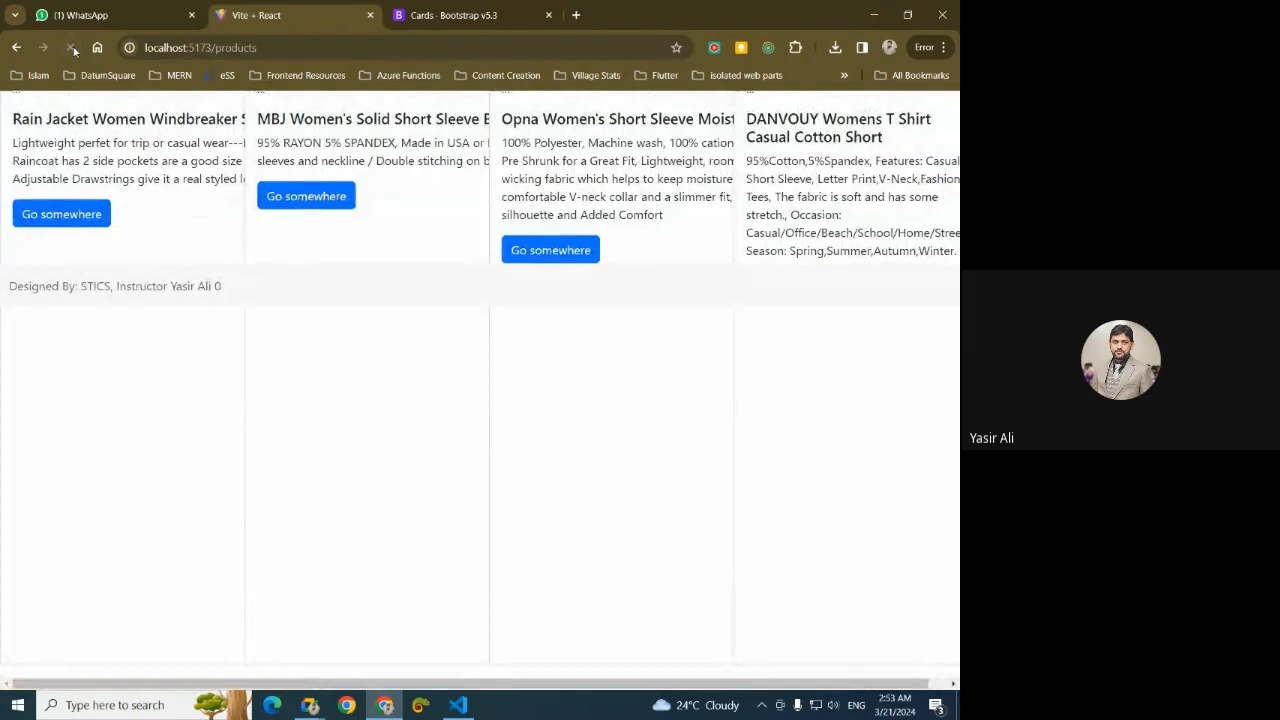 (1) WhatsApp
Vite + React
Cards · Bootstrap v5.3
localhost:5173/products
Error
Islam
DatumSquare
MERN
eSS
Frontend Resources
Azure Functions
Content Creation
Village Stats
Flutter
isolated web parts
»
All Bookmarks
Rain Jacket Women Windbreaker S
Lightweight perfet for trip or casual wear---
Raincoat has 2 side pockets are a good size
Adjustable Drawstrings give it a real styled
Go somewhere
MBJ Women's Solid Short Sleeve B
95% RAYON 5% SPANDEX, Made in USA or
sleeves and neckline / Double stitching on b
Go somewhere
Opna Women's Short Sleeve Moist
100% Polyester, Machine wash, 100% cation
Pre Shrunk for a Great Fit, Lightweight, room
wicking fabric which helps to keep moisture
comfortable V-neck collar and a slimmer fit,
silhouette and Added Comfort
Go somewhere
DANVOUY Womens T Shirt
Casual Cotton Short
95%Cotton,5%Spandex, Features: Casual
Short Sleeve, Letter Print,V-Neck,Fashion
Tees, The fabric is soft and has some
stretch., Occasion:
Casual/Office/Beach/School/Home/Stree
Season: Spring,Summer,Autumn,Winter.
Designed By: STICS, Instructor Yasir Ali 0
Yasir Ali
Type here to search
24°C Cloudy
ENG
2:53 AM
3/21/2024
3